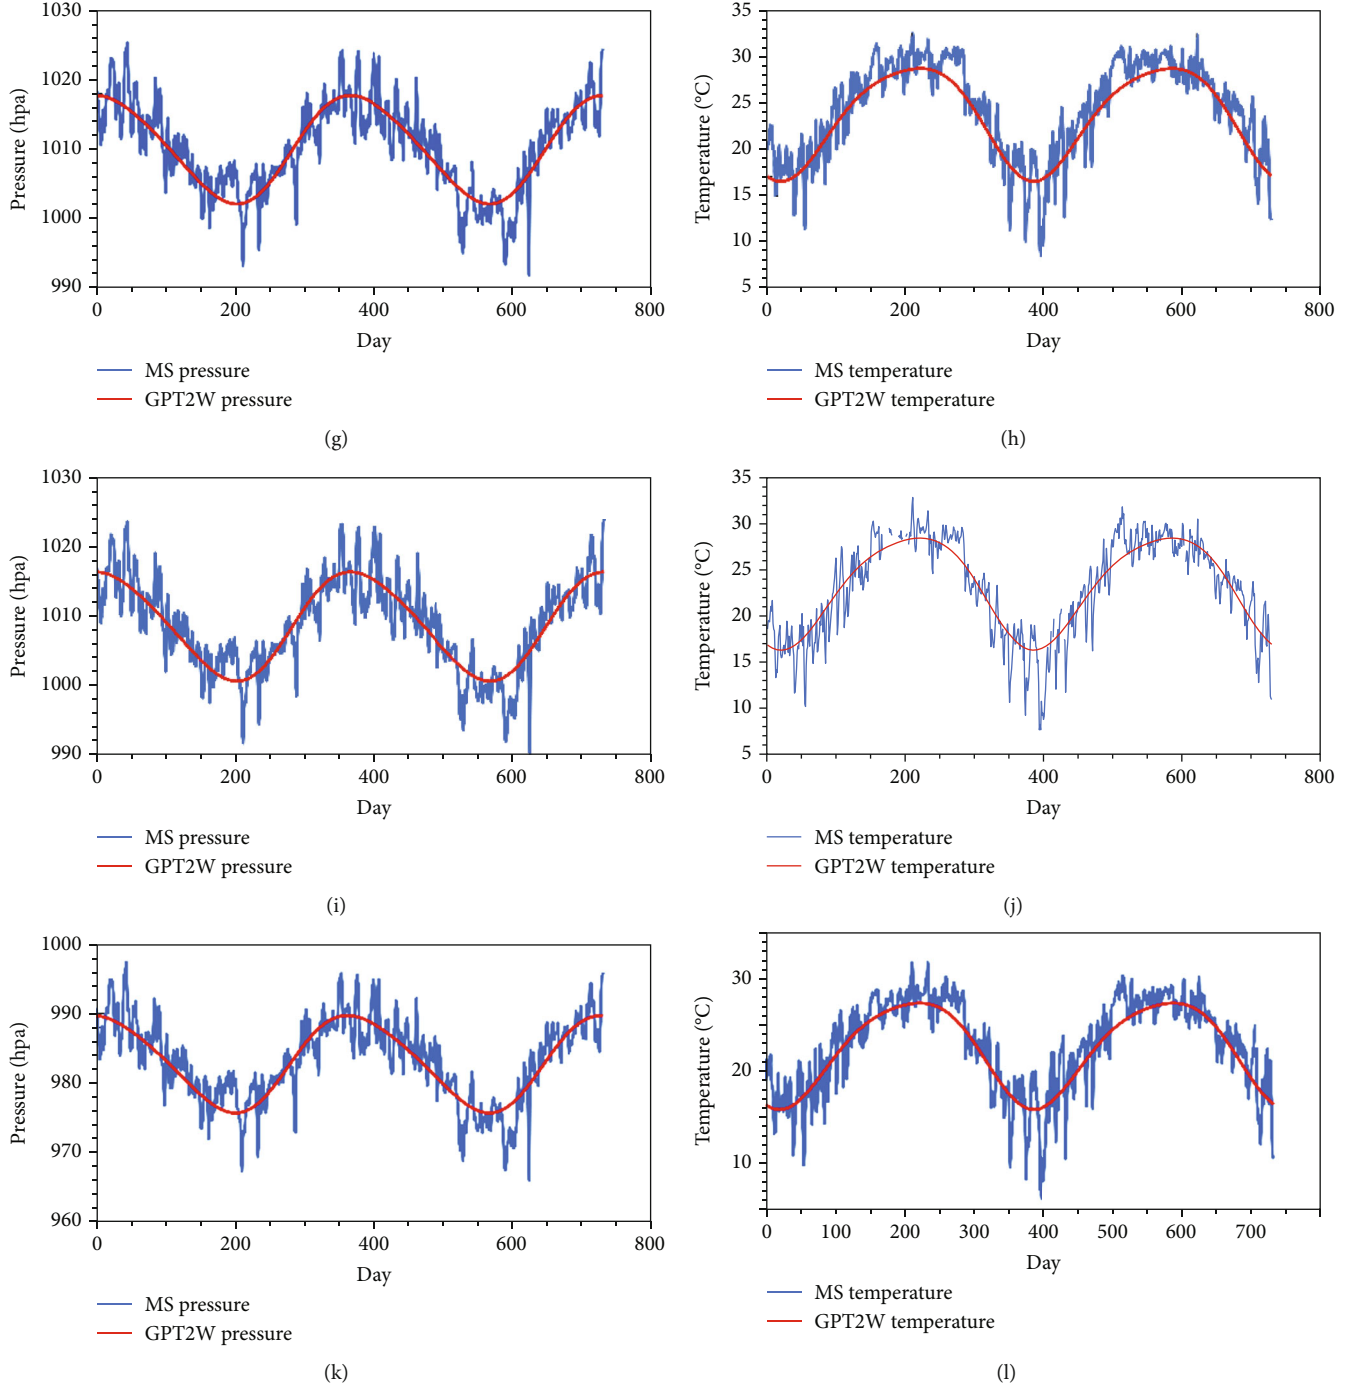 1030
1020
1010
1000
990
Pressure (hpa)
0
200
400
600
800
Day
MS pressure
GPT2W pressure
(g)
35
30
25
20
15
10
5
Temperature (°C)
0
200
400
600
800
Day
MS temperature
GPT2W temperature
(h)
1030
1020
1010
1000
990
Pressure (hpa)
0
200
400
600
800
Day
MS pressure
GPT2W pressure
(i)
35
30
25
20
15
10
5
Temperature (°C)
0
200
400
600
800
Day
MS temperature
GPT2W temperature
(j)
1000
990
980
970
960
Pressure (hpa)
0
200
400
600
800
Day
MS pressure
GPT2W pressure
(k)
30
20
10
Temperature (°C)
0
100
200
300
400
500
600
700
Day
MS temperature
GPT2W temperature
(l)